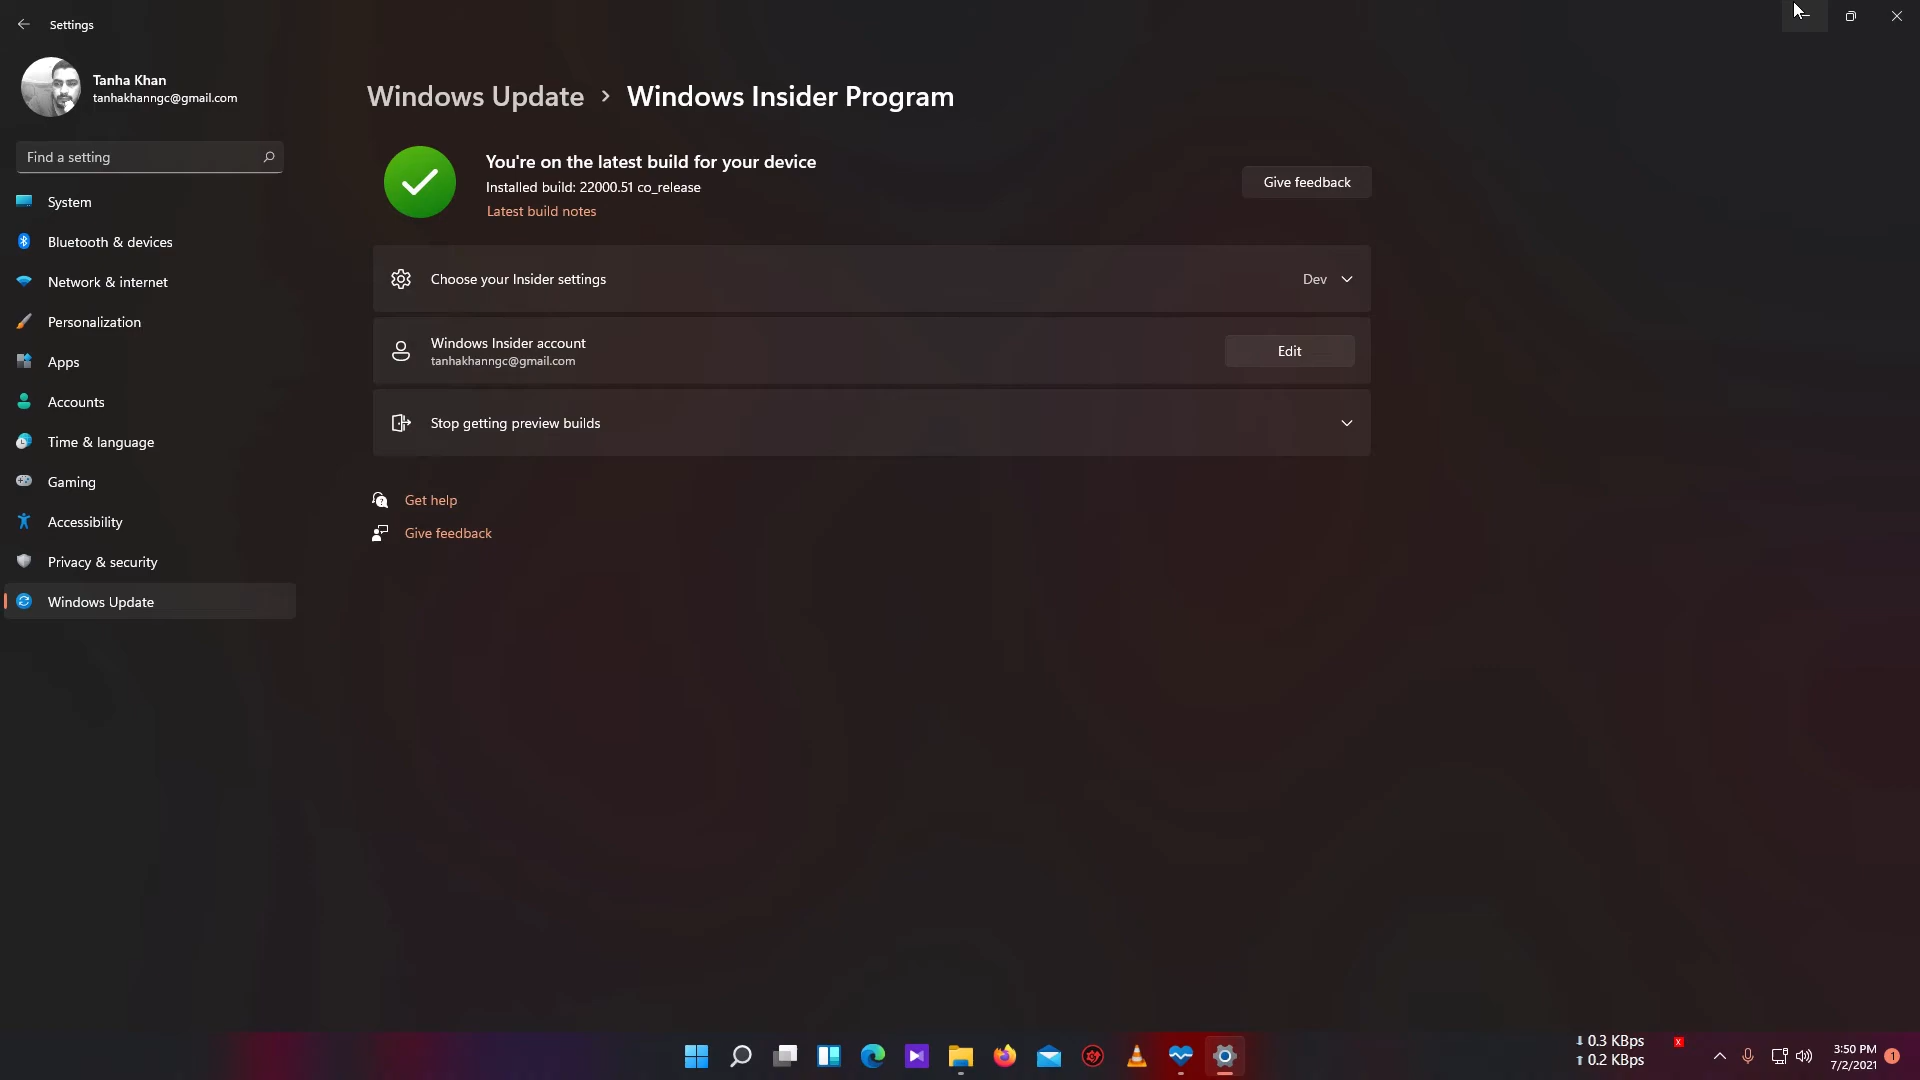 Settings
Tanha Khan
tanhakhanngc@gmail.com
Find a setting
System
Bluetooth & devices
Network & internet
Personalization
Apps
Accounts
Time & language
Gaming
Accessibility
Privacy & security
Windows Update
Windows Update > Windows Insider Program
You're on the latest build for your device
Installed build: 22000.51 co_release
Latest build notes
Give feedback
Choose your Insider settings
Dev
Windows Insider account
tanhakhanngc@gmail.com
Edit
Stop getting preview builds
Get help
Give feedback
0.3 KBps
0.2 KBps
x
3:50 PM
7/2/2021
1